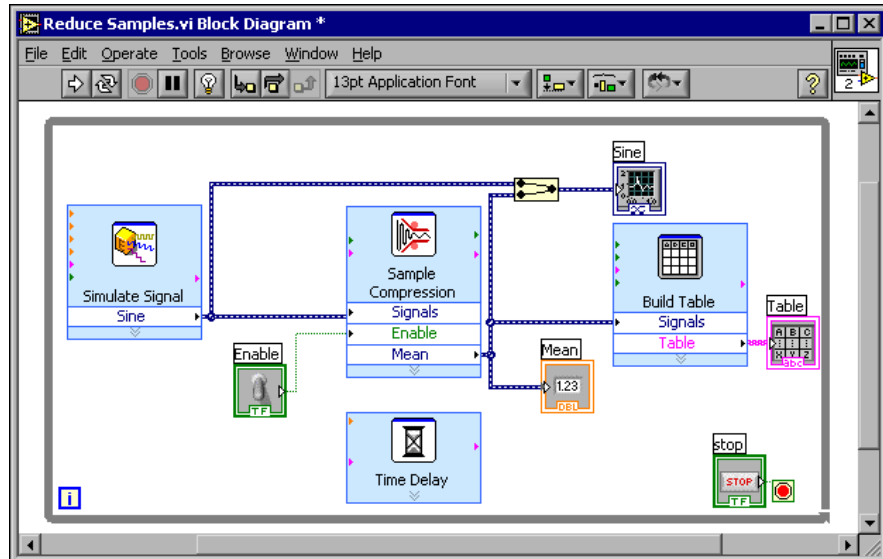 Reduce Samples.vi Block Diagram *
File Edit Operate Tools Browse Window Help
13pt Application Font
2
Sine
Simulate Signal
Sine
Sample
Compression
Signals
Enable
Mean
Build Table
Signals
Table
Table
A B C
X Y Z
abc
Enable
TF
Mean
1.23
DBL
Time Delay
stop
STOP
TF
i